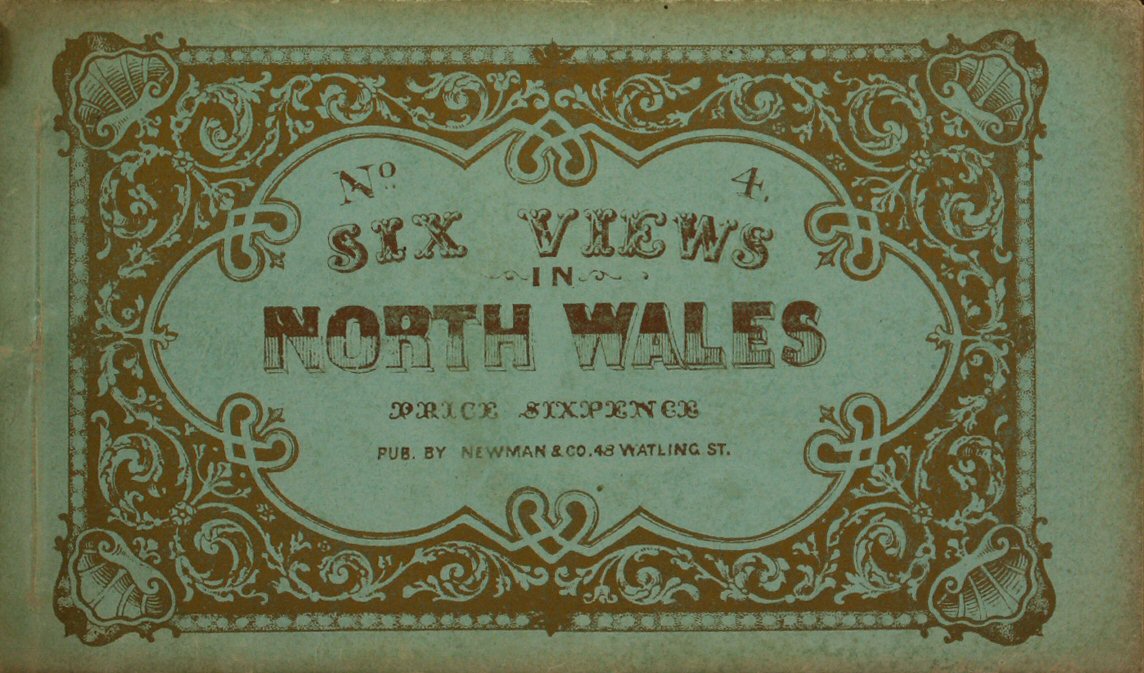 No. 4.
SIX VIEWS
IN
NORTH WALES
PRICE SIXPENCE
PUB. BY NEWMAN & CO. 48 WATLING ST.